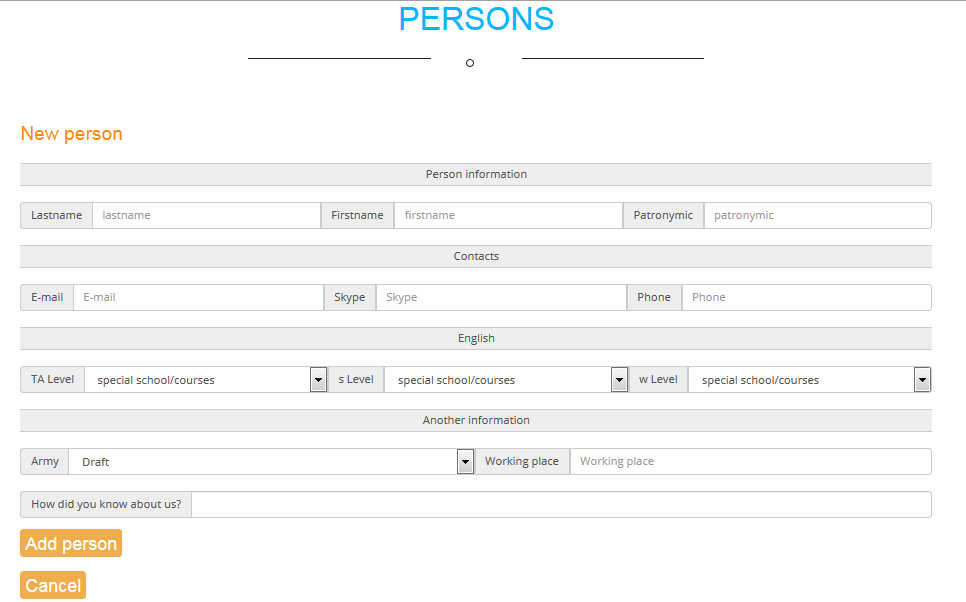 PERSONS
New person
Person information
Lastname lastname Firstname firstname Patronymic patronymic
Contacts
E-mail E-mail Skype Skype Phone Phone
English
TA Level special school/courses s Level special school/courses w Level special school/courses
Another information
Army Draft Working place Working place
How did you know about us?
Add person
Cancel